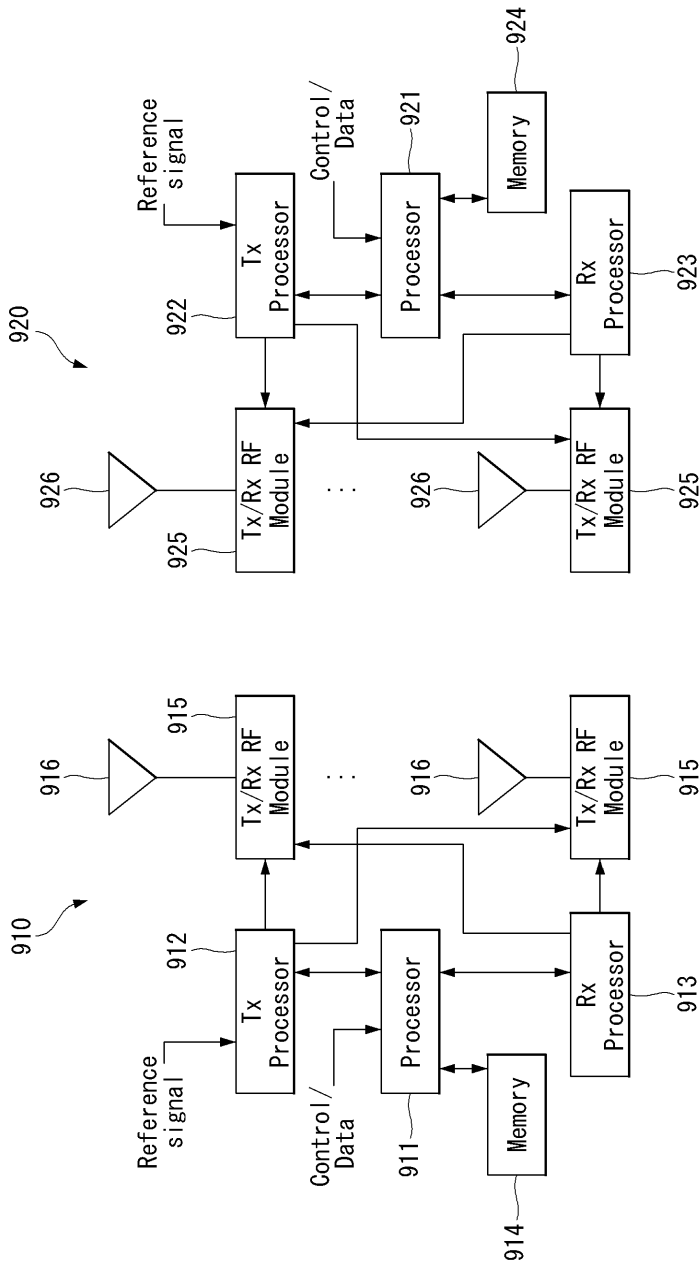 910
Reference
signal
912
Tx
Processor
916
915
Tx/Rx RF
Module
Control/
Data
911
Processor
...
914
Memory
Rx
Processor
913
916
Tx/Rx RF
Module
915
920
926
925
Tx/Rx RF
Module
922
Tx
Processor
Reference
signal
...
Processor
921
Control/
Data
926
Tx/Rx RF
Module
925
Rx
Processor
923
Memory
924